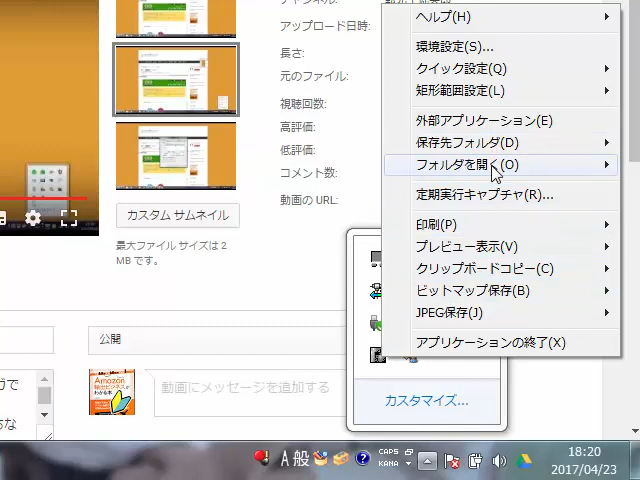 アップロード日時:
長さ:
元のファイル:
視聴回数:
高評価:
低評価:
コメント数:
動画の URL:
カスタム サムネイル
最大ファイル サイズは 2
MB です。
公開
動画にメッセージを追加する
Amazon
ヘルプ(H)
環境設定(S)...
クイック設定(Q)
矩形範囲設定(L)
外部アプリケーション(E)
保存先フォルダ(D)
フォルダを開く(O)
定期実行キャプチャ(R)...
印刷(P)
プレビュー表示(V)
クリップボードコピー(C)
ビットマップ保存(B)
JPEG保存(J)
アプリケーションの終了(X)
カスタマイズ...
A 般
CAPS
KANA
18:20
2017/04/23